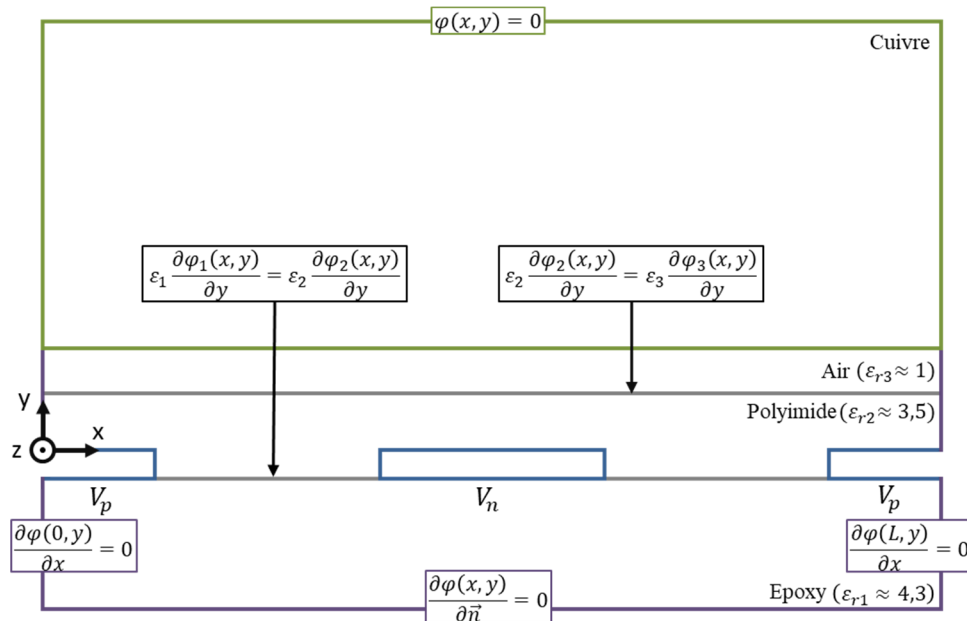 φ(x, y) = 0
Cuivre
ε₁ ∂φ₁(x, y)/∂y = ε₂ ∂φ₂(x, y)/∂y
ε₂ ∂φ₂(x, y)/∂y = ε₃ ∂φ₃(x, y)/∂y
Air (εr3 ≈ 1)
y
Polyimide (εr2 ≈ 3,5)
z x
Vp Vn Vp
∂φ(0, y)/∂x = 0
∂φ(L, y)/∂x = 0
∂φ(x, y)/∂n⃗ = 0
Epoxy (εr1 ≈ 4,3)